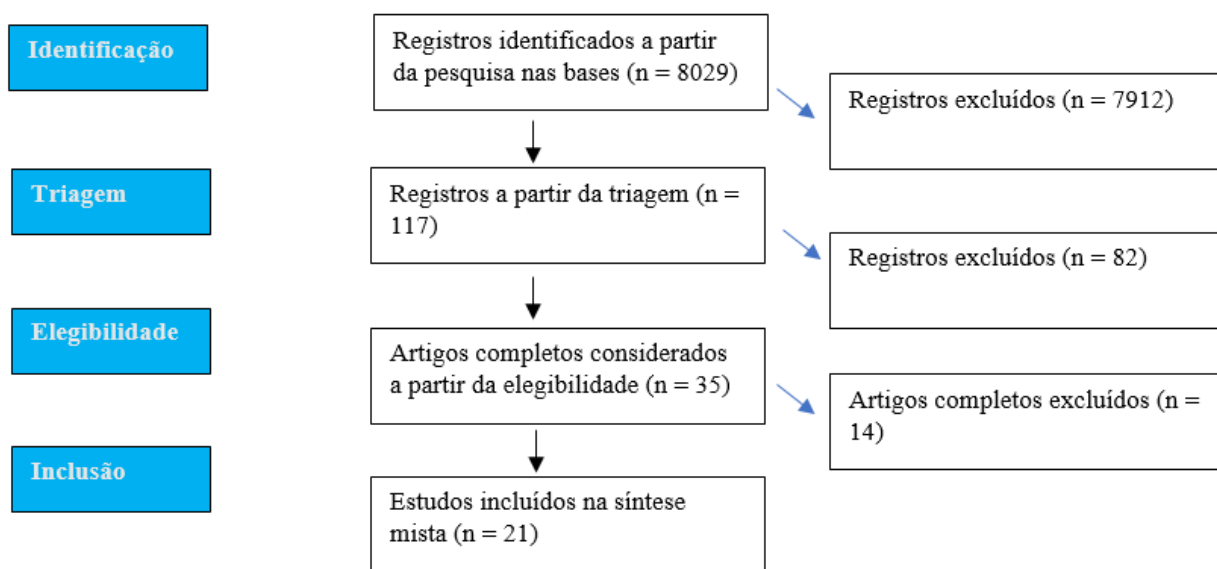 Identificação
Registros identificados a partir
da pesquisa nas bases (n = 8029)
Registros excluídos (n = 7912)
Triagem
Registros a partir da triagem (n =
117)
Registros excluídos (n = 82)
Elegibilidade
Artigos completos considerados
a partir da elegibilidade (n = 35)
Artigos completos excluídos (n =
14)
Inclusão
Estudos incluídos na síntese
mista (n = 21)